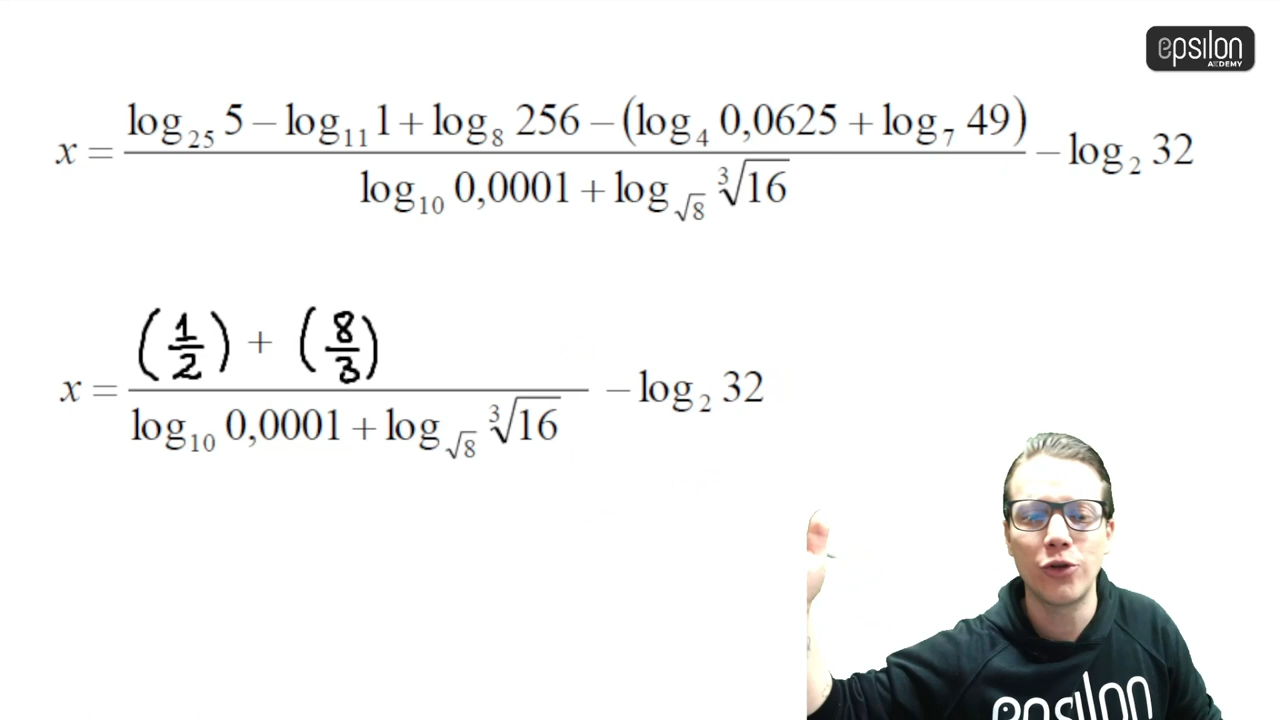 epsilon
ΑΚΔEMY
x = (log₂₅ 5 − log₁₁ 1 + log₈ 256 − (log₄ 0,0625 + log₇ 49)) / (log₁₀ 0,0001 + log_√8 ∛16) − log₂ 32
x = ((1/2) + (8/3)) / (log₁₀ 0,0001 + log_√8 ∛16) − log₂ 32
epsilon